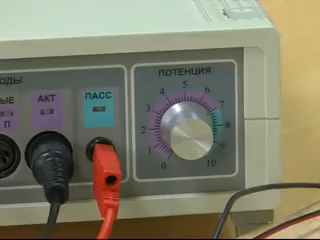 ОДЫ
ЫЕ АКТ ПАСС
П
ПОТЕНЦИЯ
0 1 2 3 4 5 6 7 8 9 10